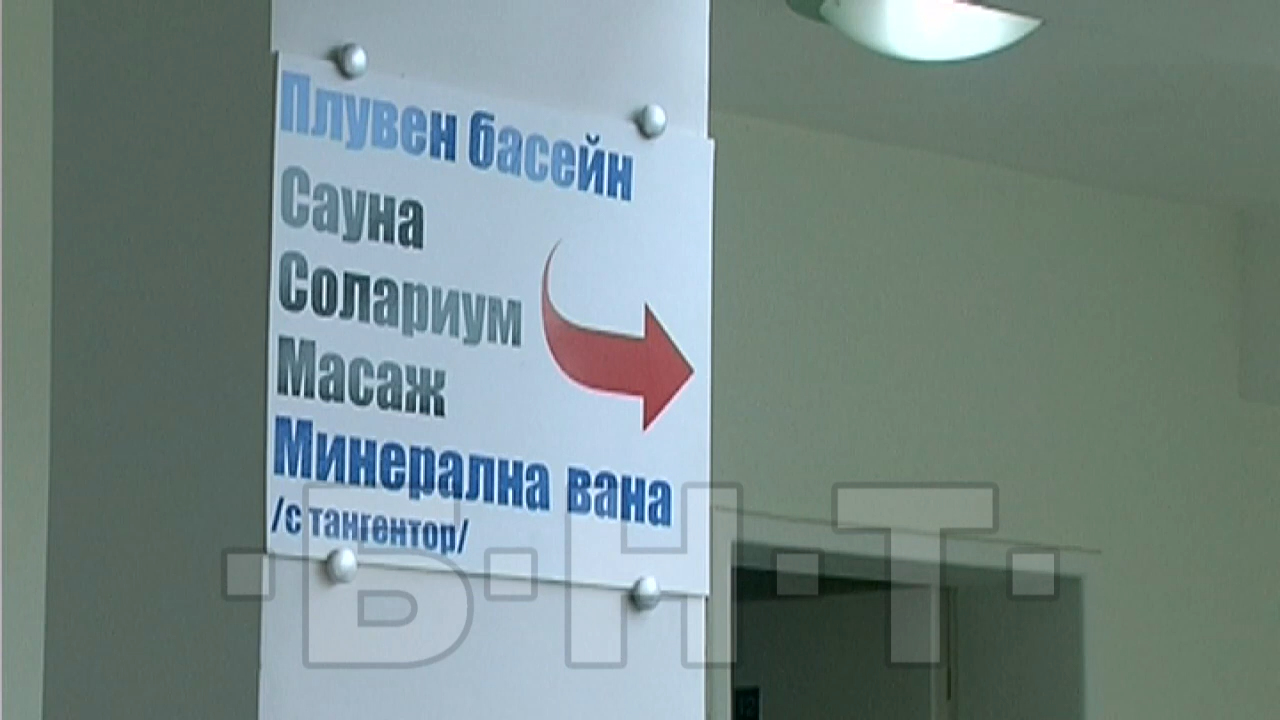 Плувен басейн
Сауна
Солариум
Масаж
Минерална вана
/с тангентор/
·Б·Н·Т·